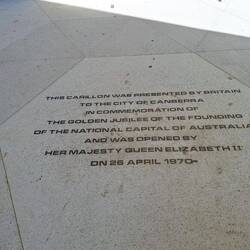 THIS CARILLON WAS PRESENTED BY BRITAIN
TO THE CITY OF CANBERRA
IN COMMEMORATION OF
THE GOLDEN JUBILEE OF THE FOUNDING
OF THE NATIONAL CAPITAL OF AUSTRALIA
AND WAS OPENED BY
HER MAJESTY QUEEN ELIZABETH II
ON 26 APRIL 1970